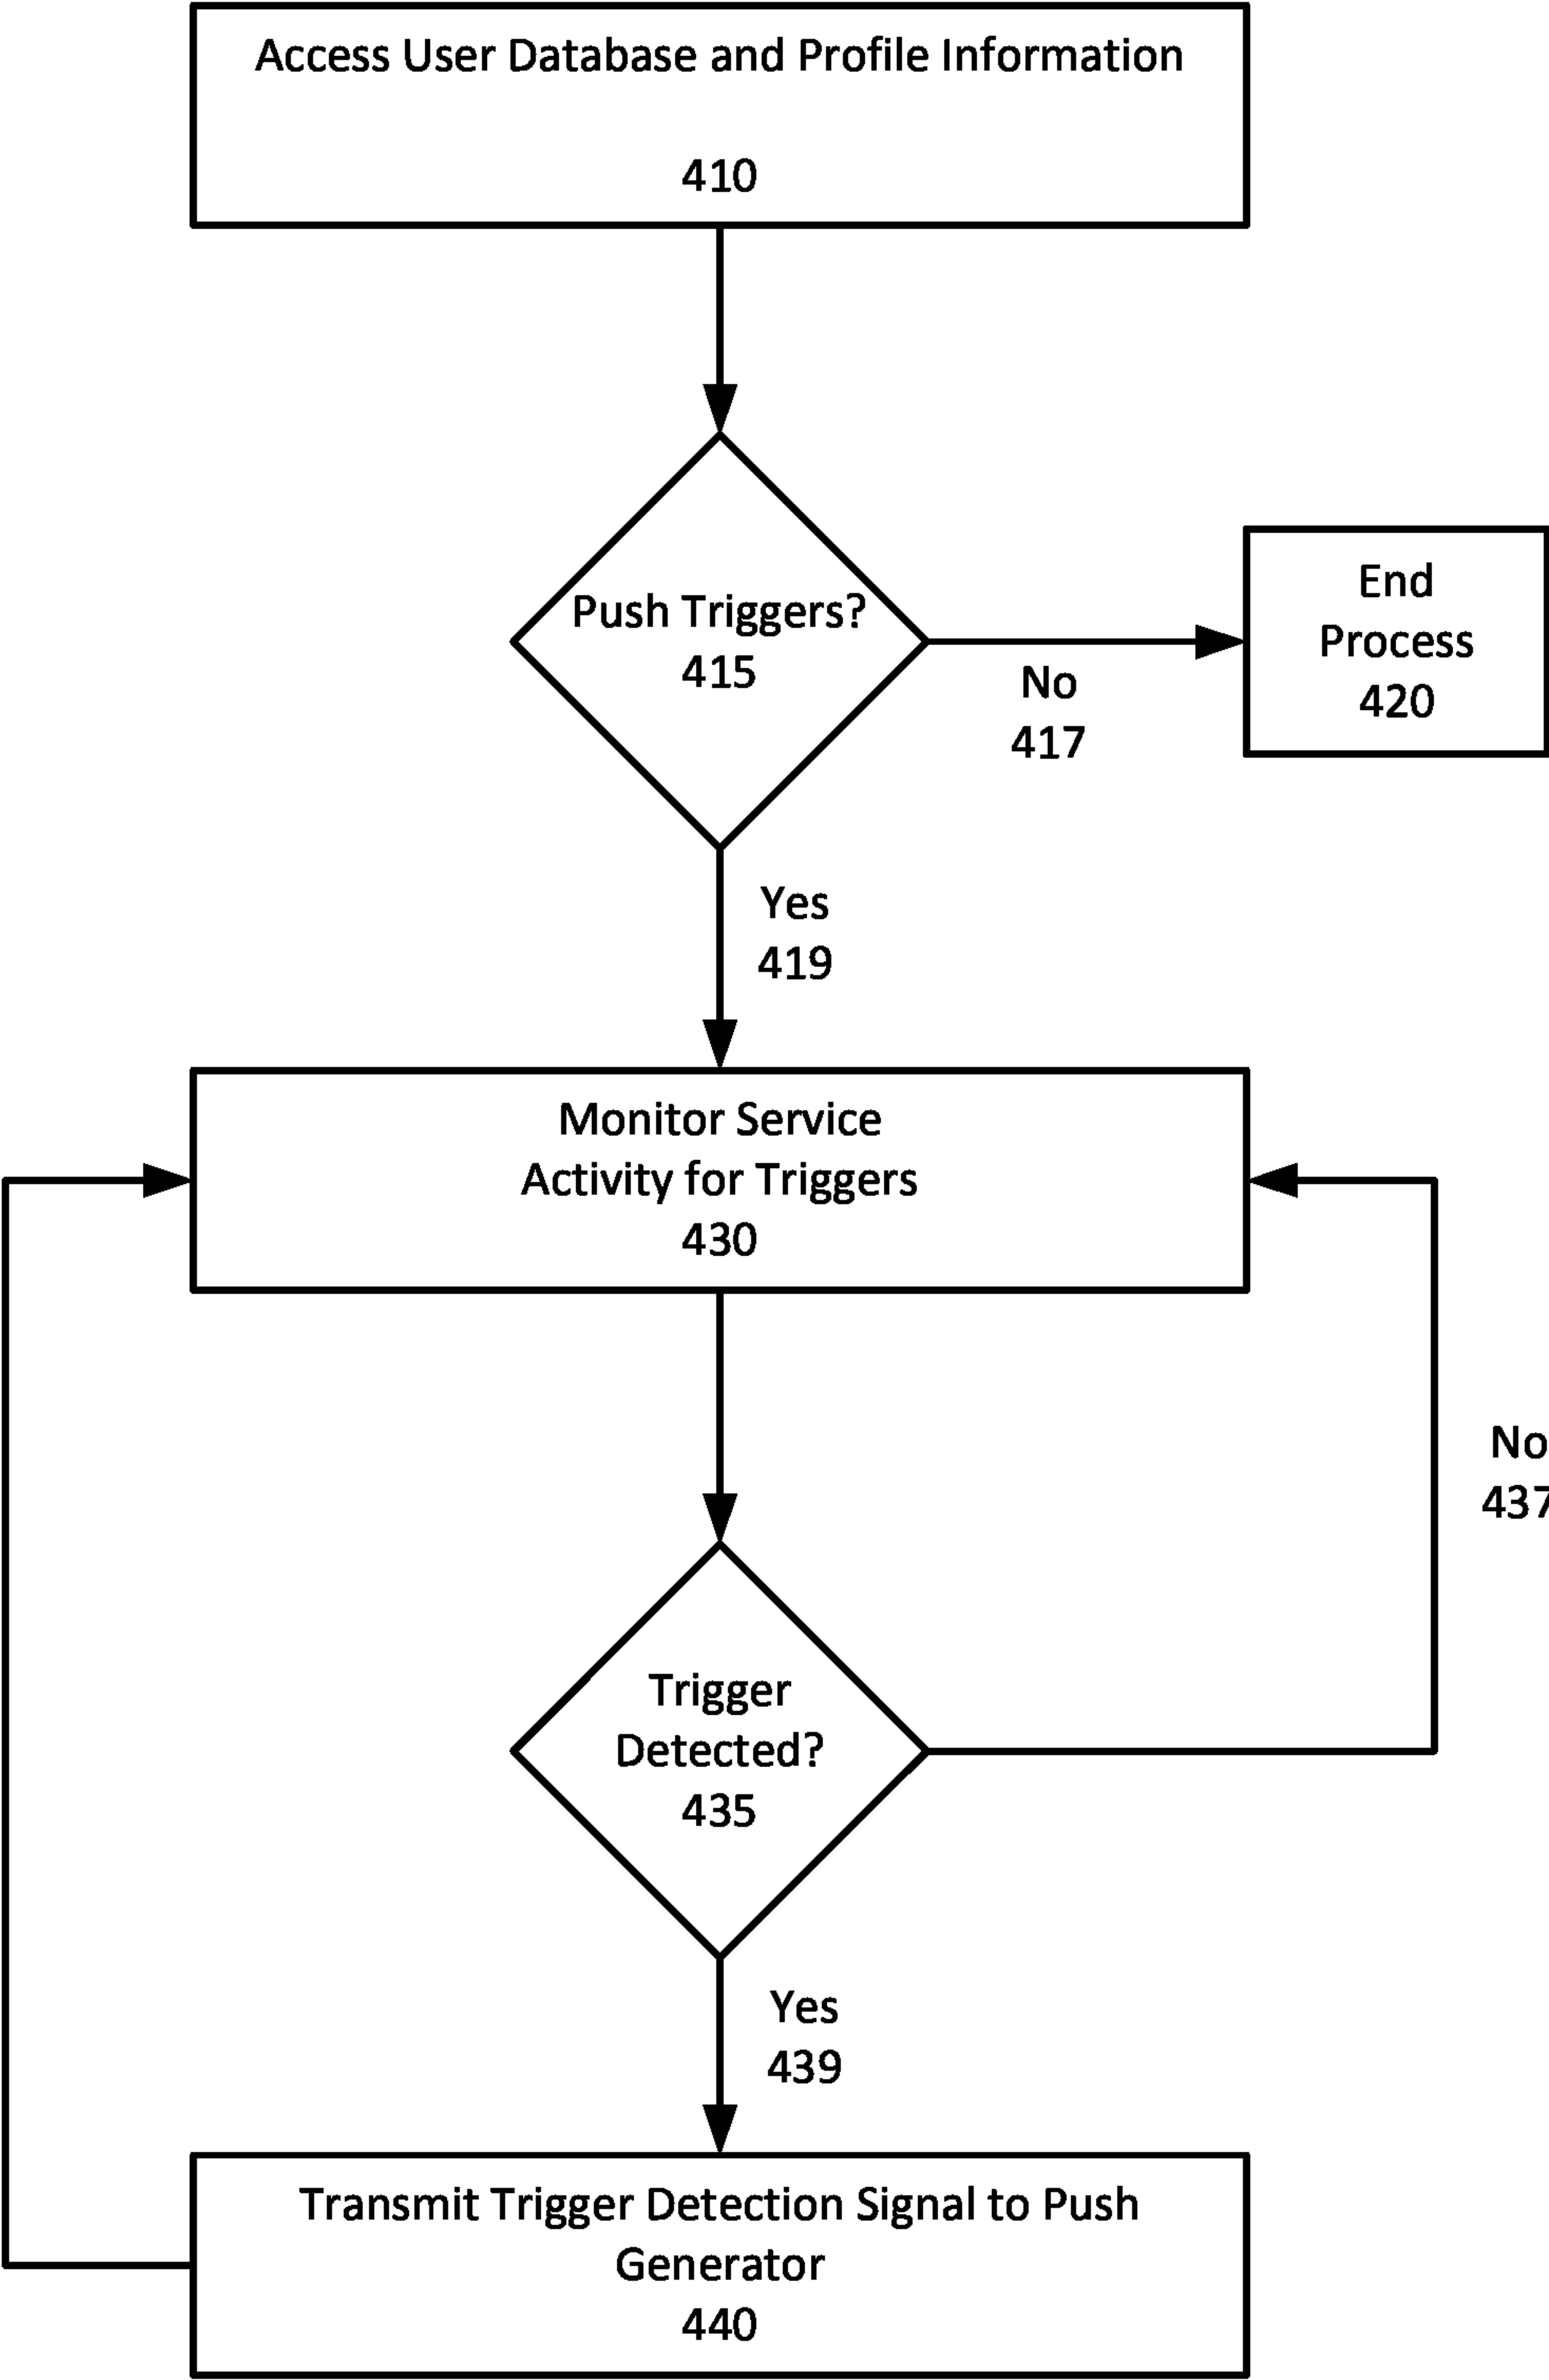 Access User Database and Profile Information
410
Push Triggers?
415
No
417
End
Process
420
Yes
419
Monitor Service
Activity for Triggers
430
No
437
Trigger
Detected?
435
Yes
439
Transmit Trigger Detection Signal to Push
Generator
440